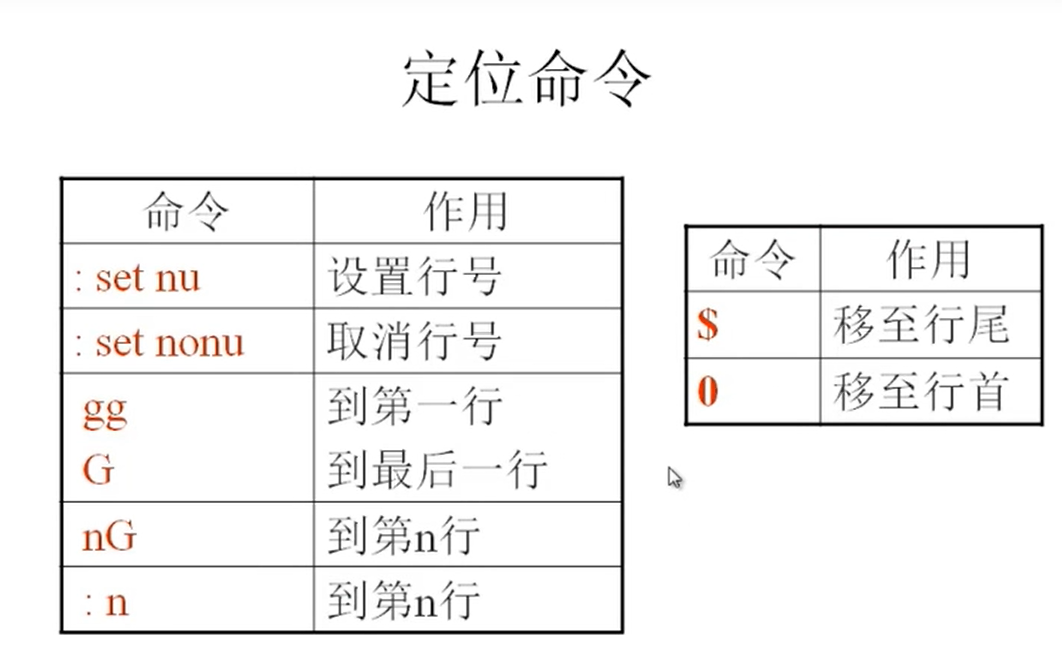 定位命令
命令 作用
: set nu 设置行号
: set nonu 取消行号
gg 到第一行
G 到最后一行
nG 到第n行
: n 到第n行
命令 作用
$ 移至行尾
0 移至行首